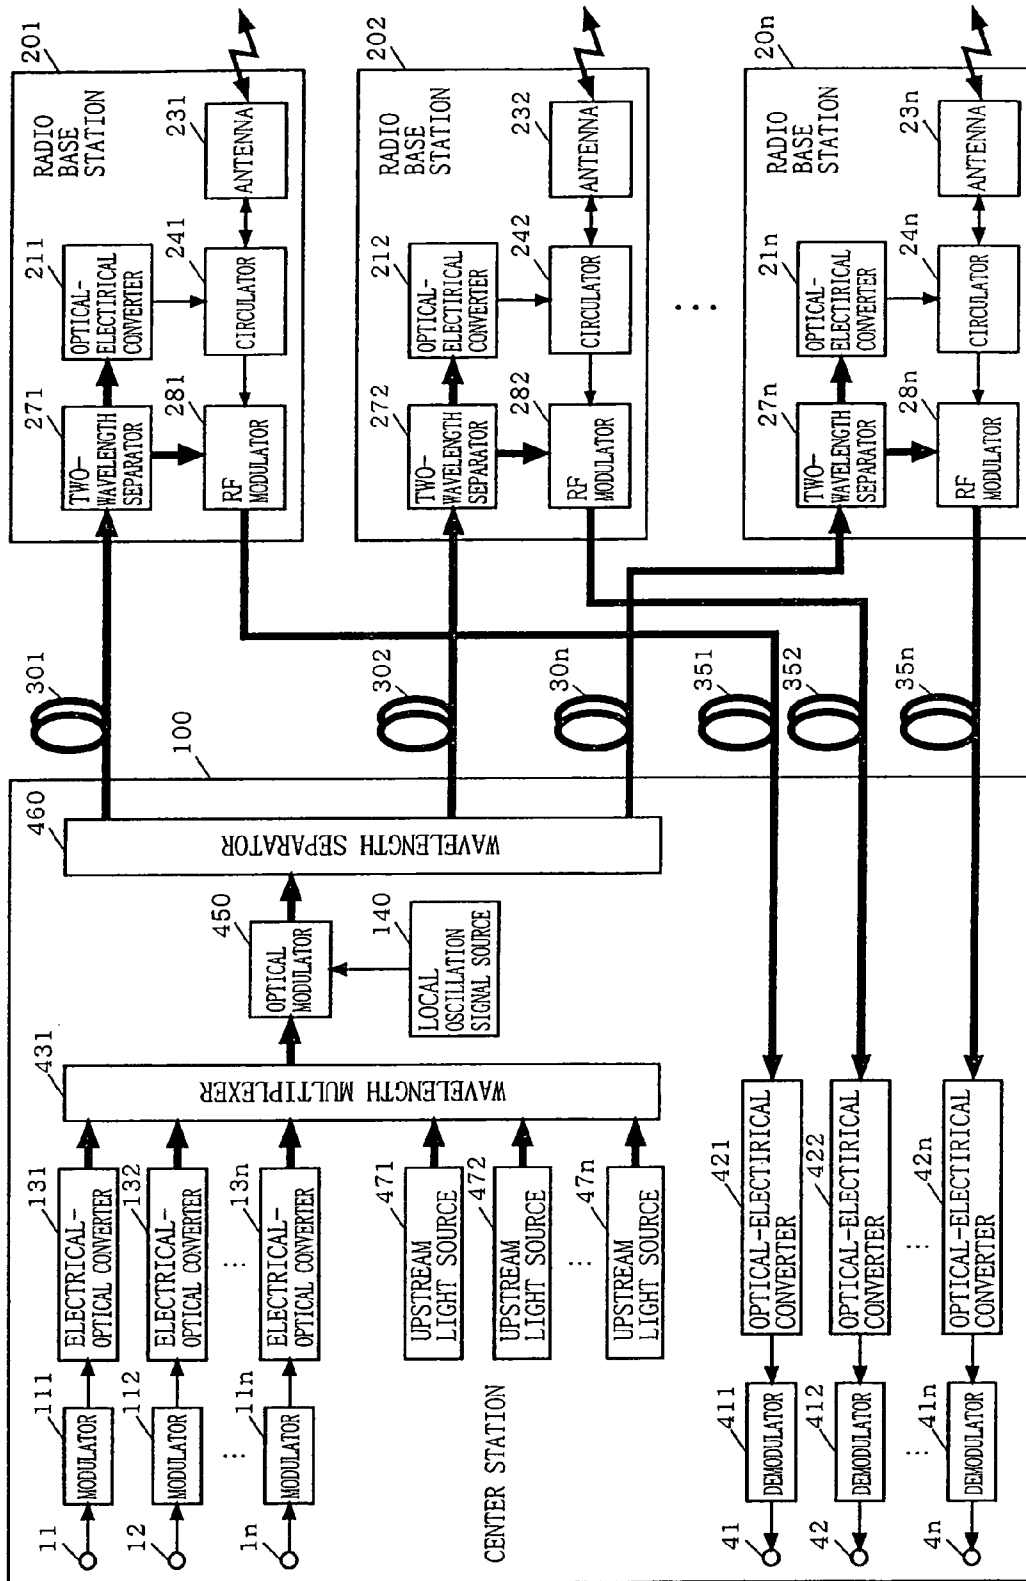 11
111
MODULATOR
131
ELECTRICAL-
OPTICAL CONVERTER
12
112
MODULATOR
132
ELECTRICAL-
OPTICAL CONVERTER
1n
11n
MODULATOR
13n
ELECTRICAL-
OPTICAL CONVERTER
471
UPSTREAM
LIGHT SOURCE
472
UPSTREAM
LIGHT SOURCE
47n
UPSTREAM
LIGHT SOURCE
CENTER STATION
431
WAVELENGTH MULTIPLEXER
450
OPTICAL
MODULATOR
140
LOCAL
OSCILLATION
SIGNAL SOURCE
460
WAVELENGTH SEPARATOR
100
41
411
DEMODULATOR
421
OPTICAL-ELECTIRICAL
CONVERTER
42
412
DEMODULATOR
422
OPTICAL-ELECTIRICAL
CONVERTER
4n
41n
DEMODULATOR
42n
OPTICAL-ELECTIRICAL
CONVERTER
301
302
30n
351
352
35n
201
RADIO
BASE
STATION
271
TWO-
WAVELENGTH
SEPARATOR
211
OPTICAL-
ELECTIRICAL
CONVERTER
281
RF
MODULATOR
241
CIRCULATOR
231
ANTENNA
202
RADIO
BASE
STATION
272
TWO-
WAVELENGTH
SEPARATOR
212
OPTICAL-
ELECTIRICAL
CONVERTER
282
RF
MODULATOR
242
CIRCULATOR
232
ANTENNA
20n
RADIO
BASE
STATION
27n
TWO-
WAVELENGTH
SEPARATOR
21n
OPTICAL-
ELECTIRICAL
CONVERTER
28n
RF
MODULATOR
24n
CIRCULATOR
23n
ANTENNA